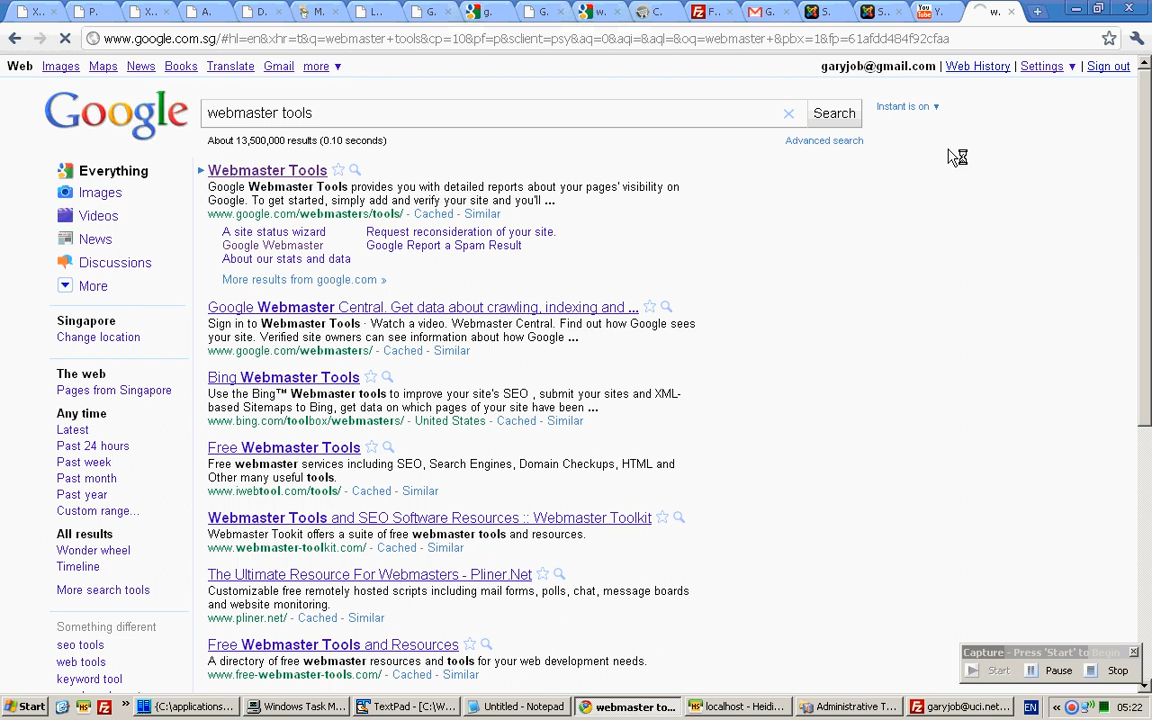 X.. P. X.. A. D. M. L. G. g. G. w. C. F. G. S. S. Y. w.
www.google.com.sg/#hl=en&xhr=t&q=webmaster+tools&cp=10&pf=p&sclient=psy&aq=0&aqi=&aql=&oq=webmaster+&pbx=1&fp=61afdd484f92cfaa
Web Images Maps News Books Translate Gmail more ▼ garyjob@gmail.com | Web History | Settings ▼ | Sign out
Google webmaster tools Search Instant is on ▼
About 13,500,000 results (0.10 seconds) Advanced search
Everything
Images
Videos
News
Discussions
More
Singapore
Change location
The web
Pages from Singapore
Any time
Latest
Past 24 hours
Past week
Past month
Past year
Custom range...
All results
Wonder wheel
Timeline
More search tools
Something different
seo tools
web tools
keyword tool
Webmaster Tools
Google Webmaster Tools provides you with detailed reports about your pages' visibility on
Google. To get started, simply add and verify your site and you'll ...
www.google.com/webmasters/tools/ - Cached - Similar
A site status wizard Request reconsideration of your site.
Google Webmaster Google Report a Spam Result
About our stats and data
More results from google.com »
Google Webmaster Central. Get data about crawling, indexing and ...
Sign in to Webmaster Tools · Watch a video. Webmaster Central. Find out how Google sees
your site. Verified site owners can see information about how Google ...
www.google.com/webmasters/ - Cached - Similar
Bing Webmaster Tools
Use the Bing™ Webmaster tools to improve your site's SEO , submit your sites and XML-
based Sitemaps to Bing, get data on which pages of your site have been ...
www.bing.com/toolbox/webmasters/ - United States - Cached - Similar
Free Webmaster Tools
Free webmaster services including SEO, Search Engines, Domain Checkups, HTML and
Other many useful tools.
www.iwebtool.com/tools/ - Cached - Similar
Webmaster Tools and SEO Software Resources :: Webmaster Toolkit
Webmaster Tookit offers a suite of free webmaster tools and resources.
www.webmaster-toolkit.com/ - Cached - Similar
The Ultimate Resource For Webmasters - Pliner.Net
Customizable free remotely hosted scripts including mail forms, polls, chat, message boards
and website monitoring.
www.pliner.net/ - Cached - Similar
Free Webmaster Tools and Resources
A directory of free webmaster resources and tools for your web development needs.
www.free-webmaster-tools.com/ - Cached - Similar
Capture - Press 'Start' to Begin
Start Pause Stop
Start {C:\applications... Windows Task M... TextPad - [C:\W... Untitled - Notepad webmaster to... localhost - Heidi... Administrative T... garyjob@uci.net... EN 05:22